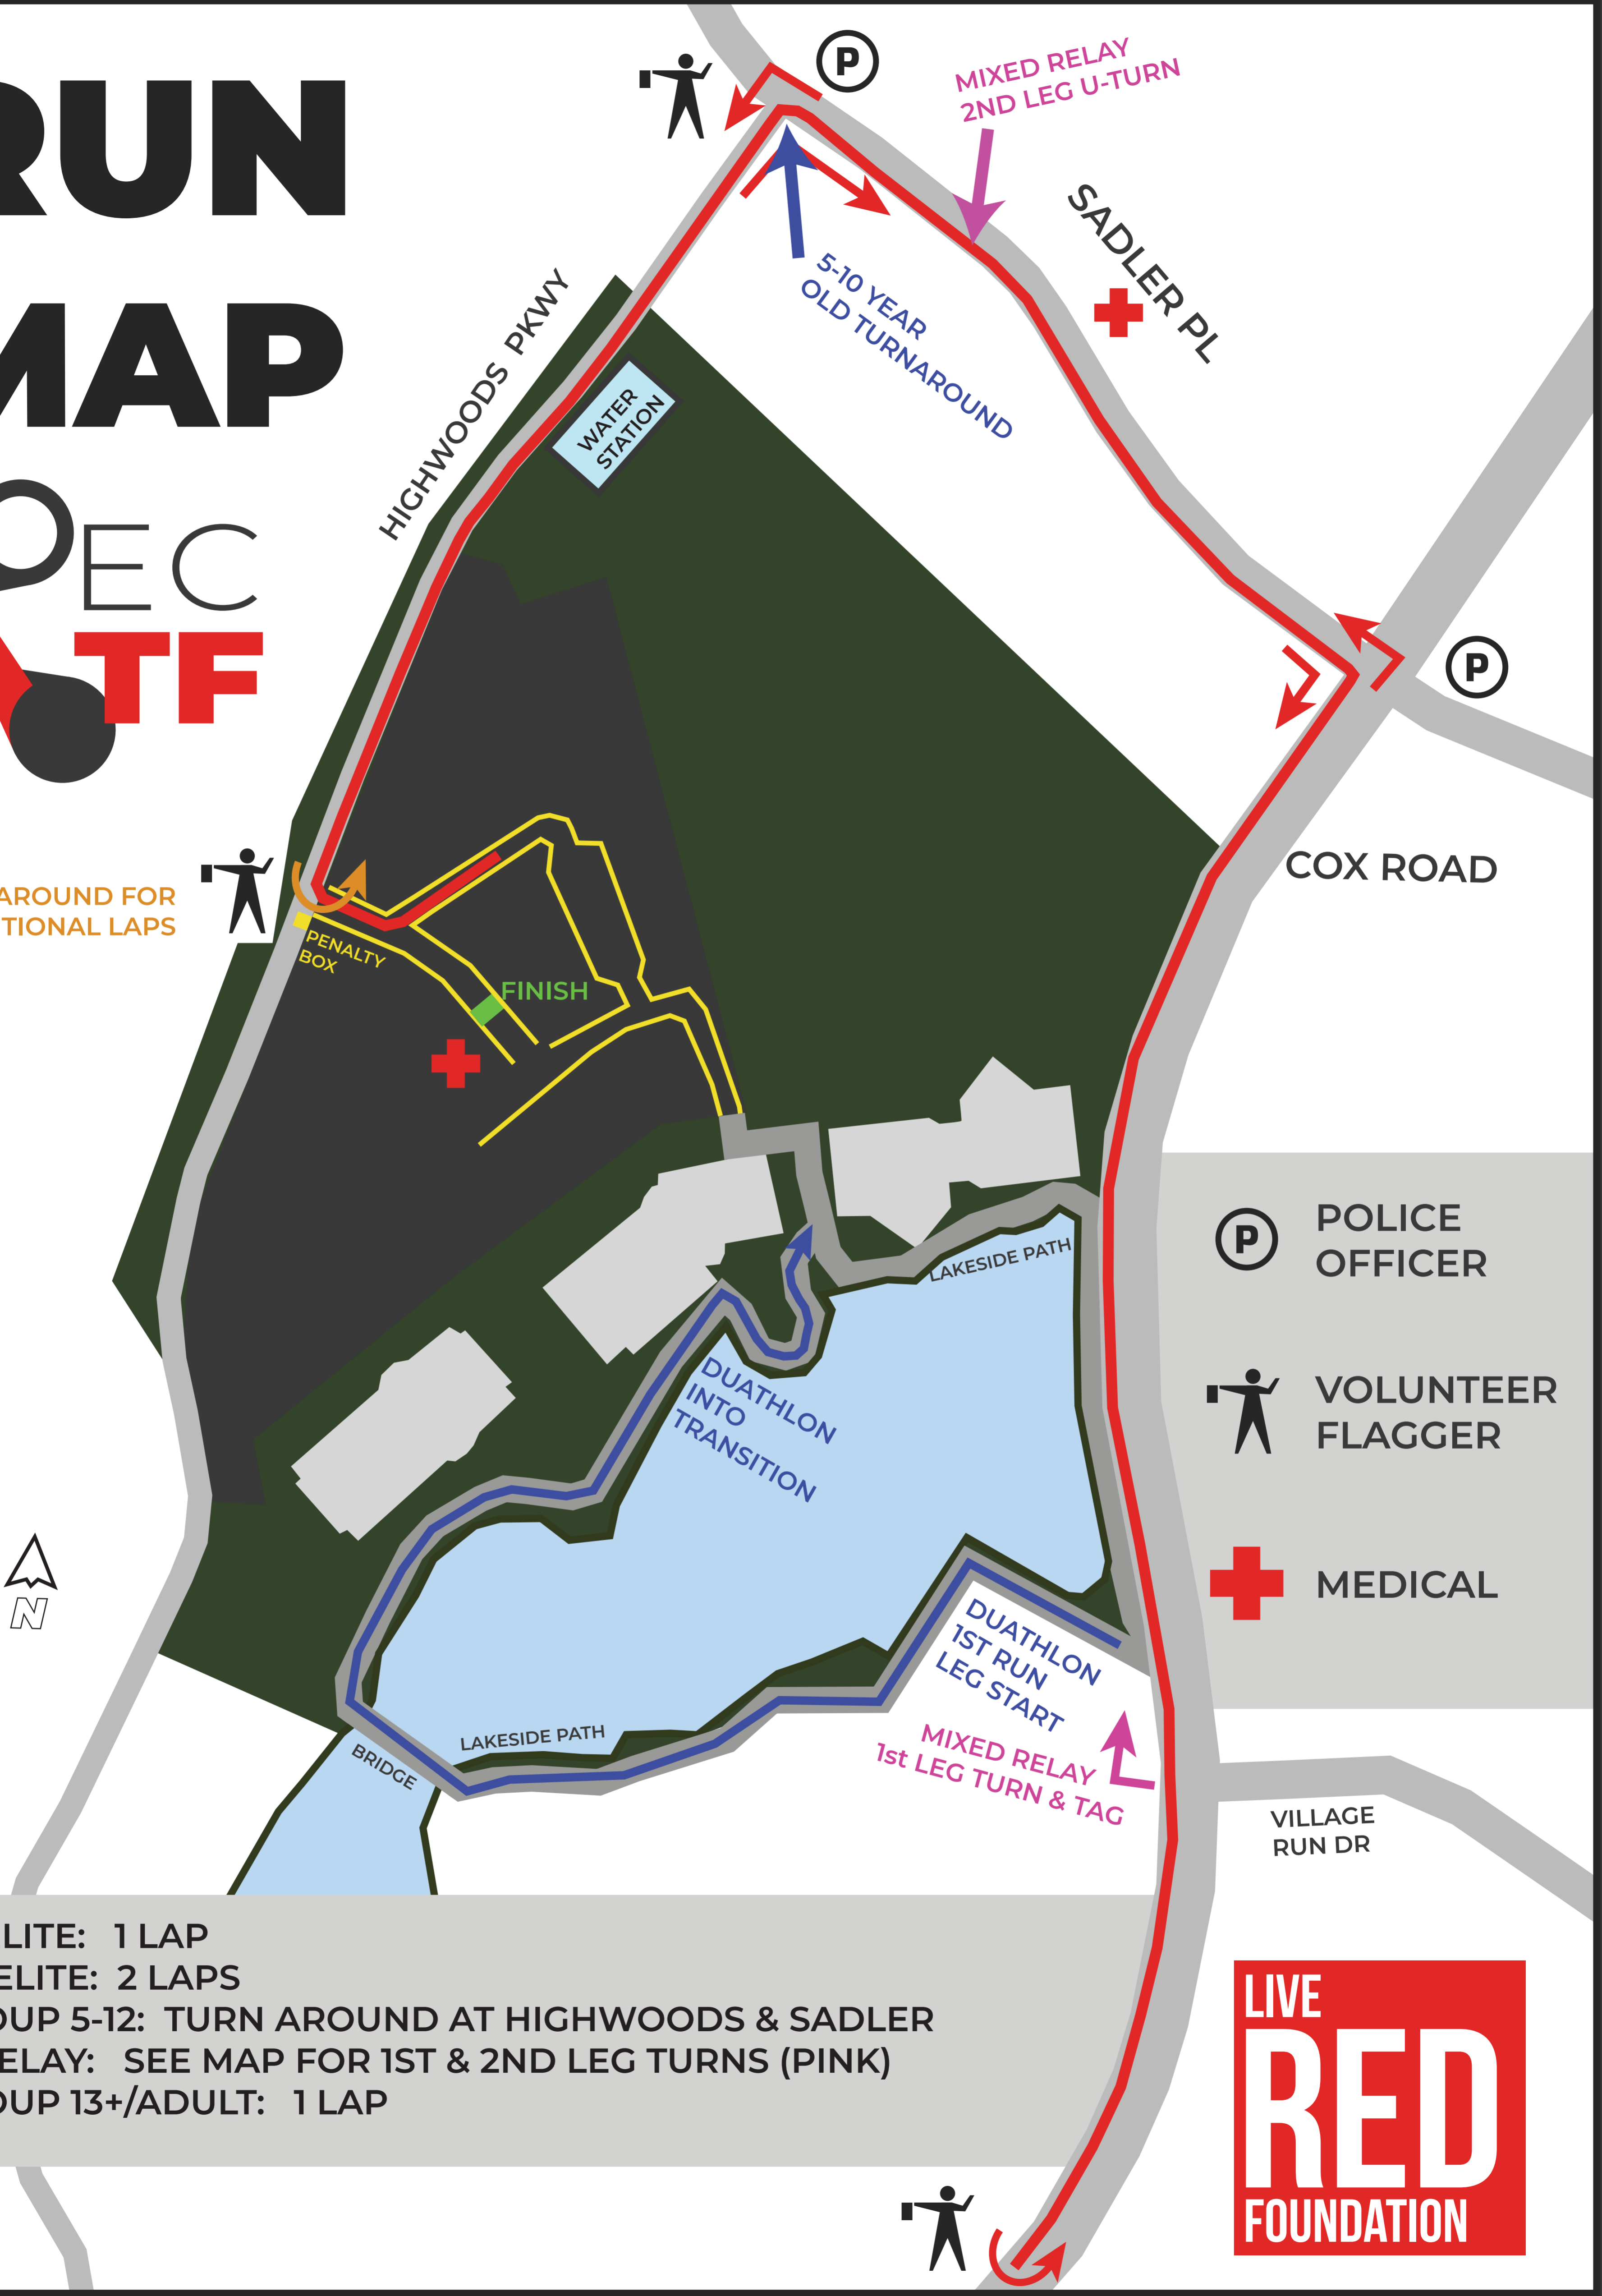 RUN
MAP
PEC
TF
P
MIXED RELAY
2ND LEG U-TURN
SADLER PL
5-10 YEAR
OLD TURNAROUND
HIGHWOODS PKWY
WATER
STATION
P
COX ROAD
AROUND FOR
TIONAL LAPS
PENALTY
BOX
FINISH
LAKESIDE PATH
DUATHLON
INTO
TRANSITION
P
POLICE
OFFICER
VOLUNTEER
FLAGGER
MEDICAL
N
DUATHLON
1ST RUN
LEG START
MIXED RELAY
1st LEG TURN & TAG
LAKESIDE PATH
BRIDGE
VILLAGE
RUN DR
LITE: 1 LAP
ELITE: 2 LAPS
OUP 5-12: TURN AROUND AT HIGHWOODS & SADLER
ELAY: SEE MAP FOR 1ST & 2ND LEG TURNS (PINK)
OUP 13+/ADULT: 1 LAP
LIVE
RED
FOUNDATION